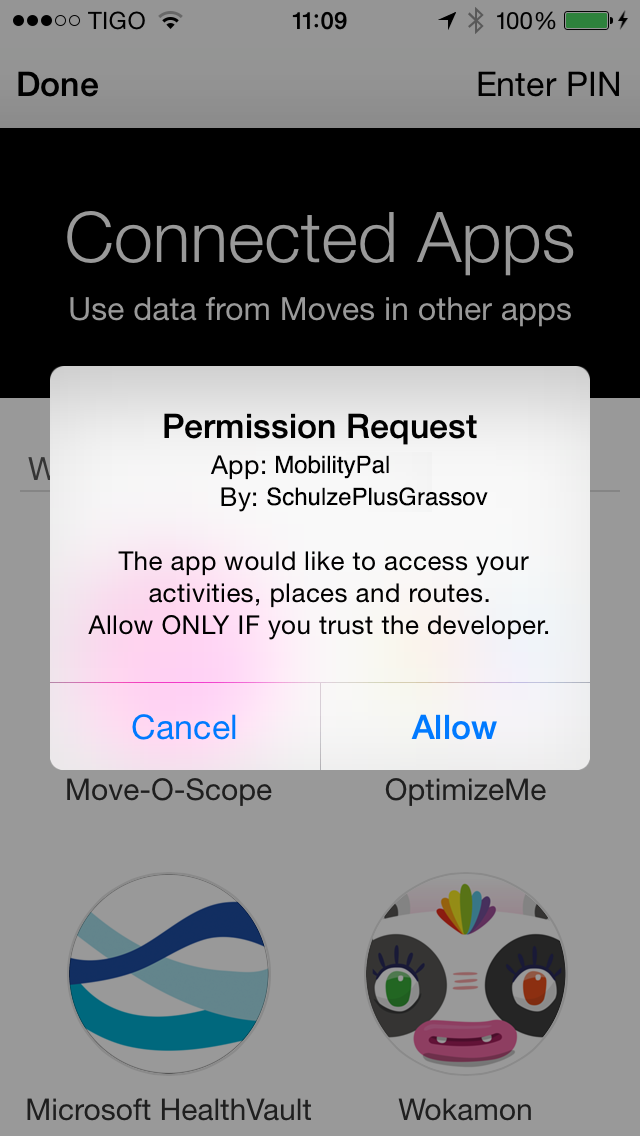 TIGO 11:09 100%
Done Enter PIN
Connected Apps
Use data from Moves in other apps
W
Permission Request
App: MobilityPal
By: SchulzePlusGrassov
The app would like to access your
activities, places and routes.
Allow ONLY IF you trust the developer.
Cancel Allow
Move-O-Scope OptimizeMe
Microsoft HealthVault Wokamon